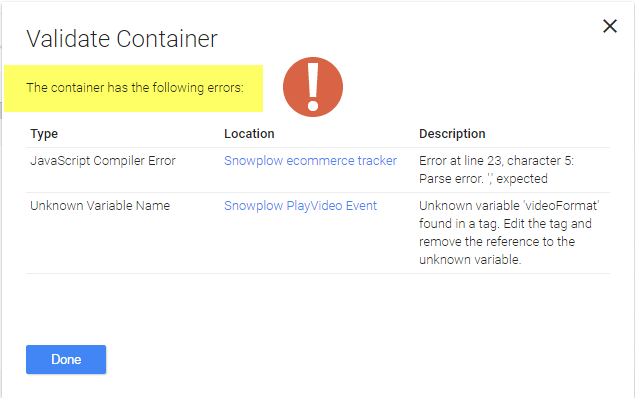 Validate Container
The container has the following errors:
!
Type Location Description
JavaScript Compiler Error Snowplow ecommerce tracker Error at line 23, character 5:
Parse error. ',' expected
Unknown Variable Name Snowplow PlayVideo Event Unknown variable 'videoFormat'
found in a tag. Edit the tag and
remove the reference to the
unknown variable.
Done